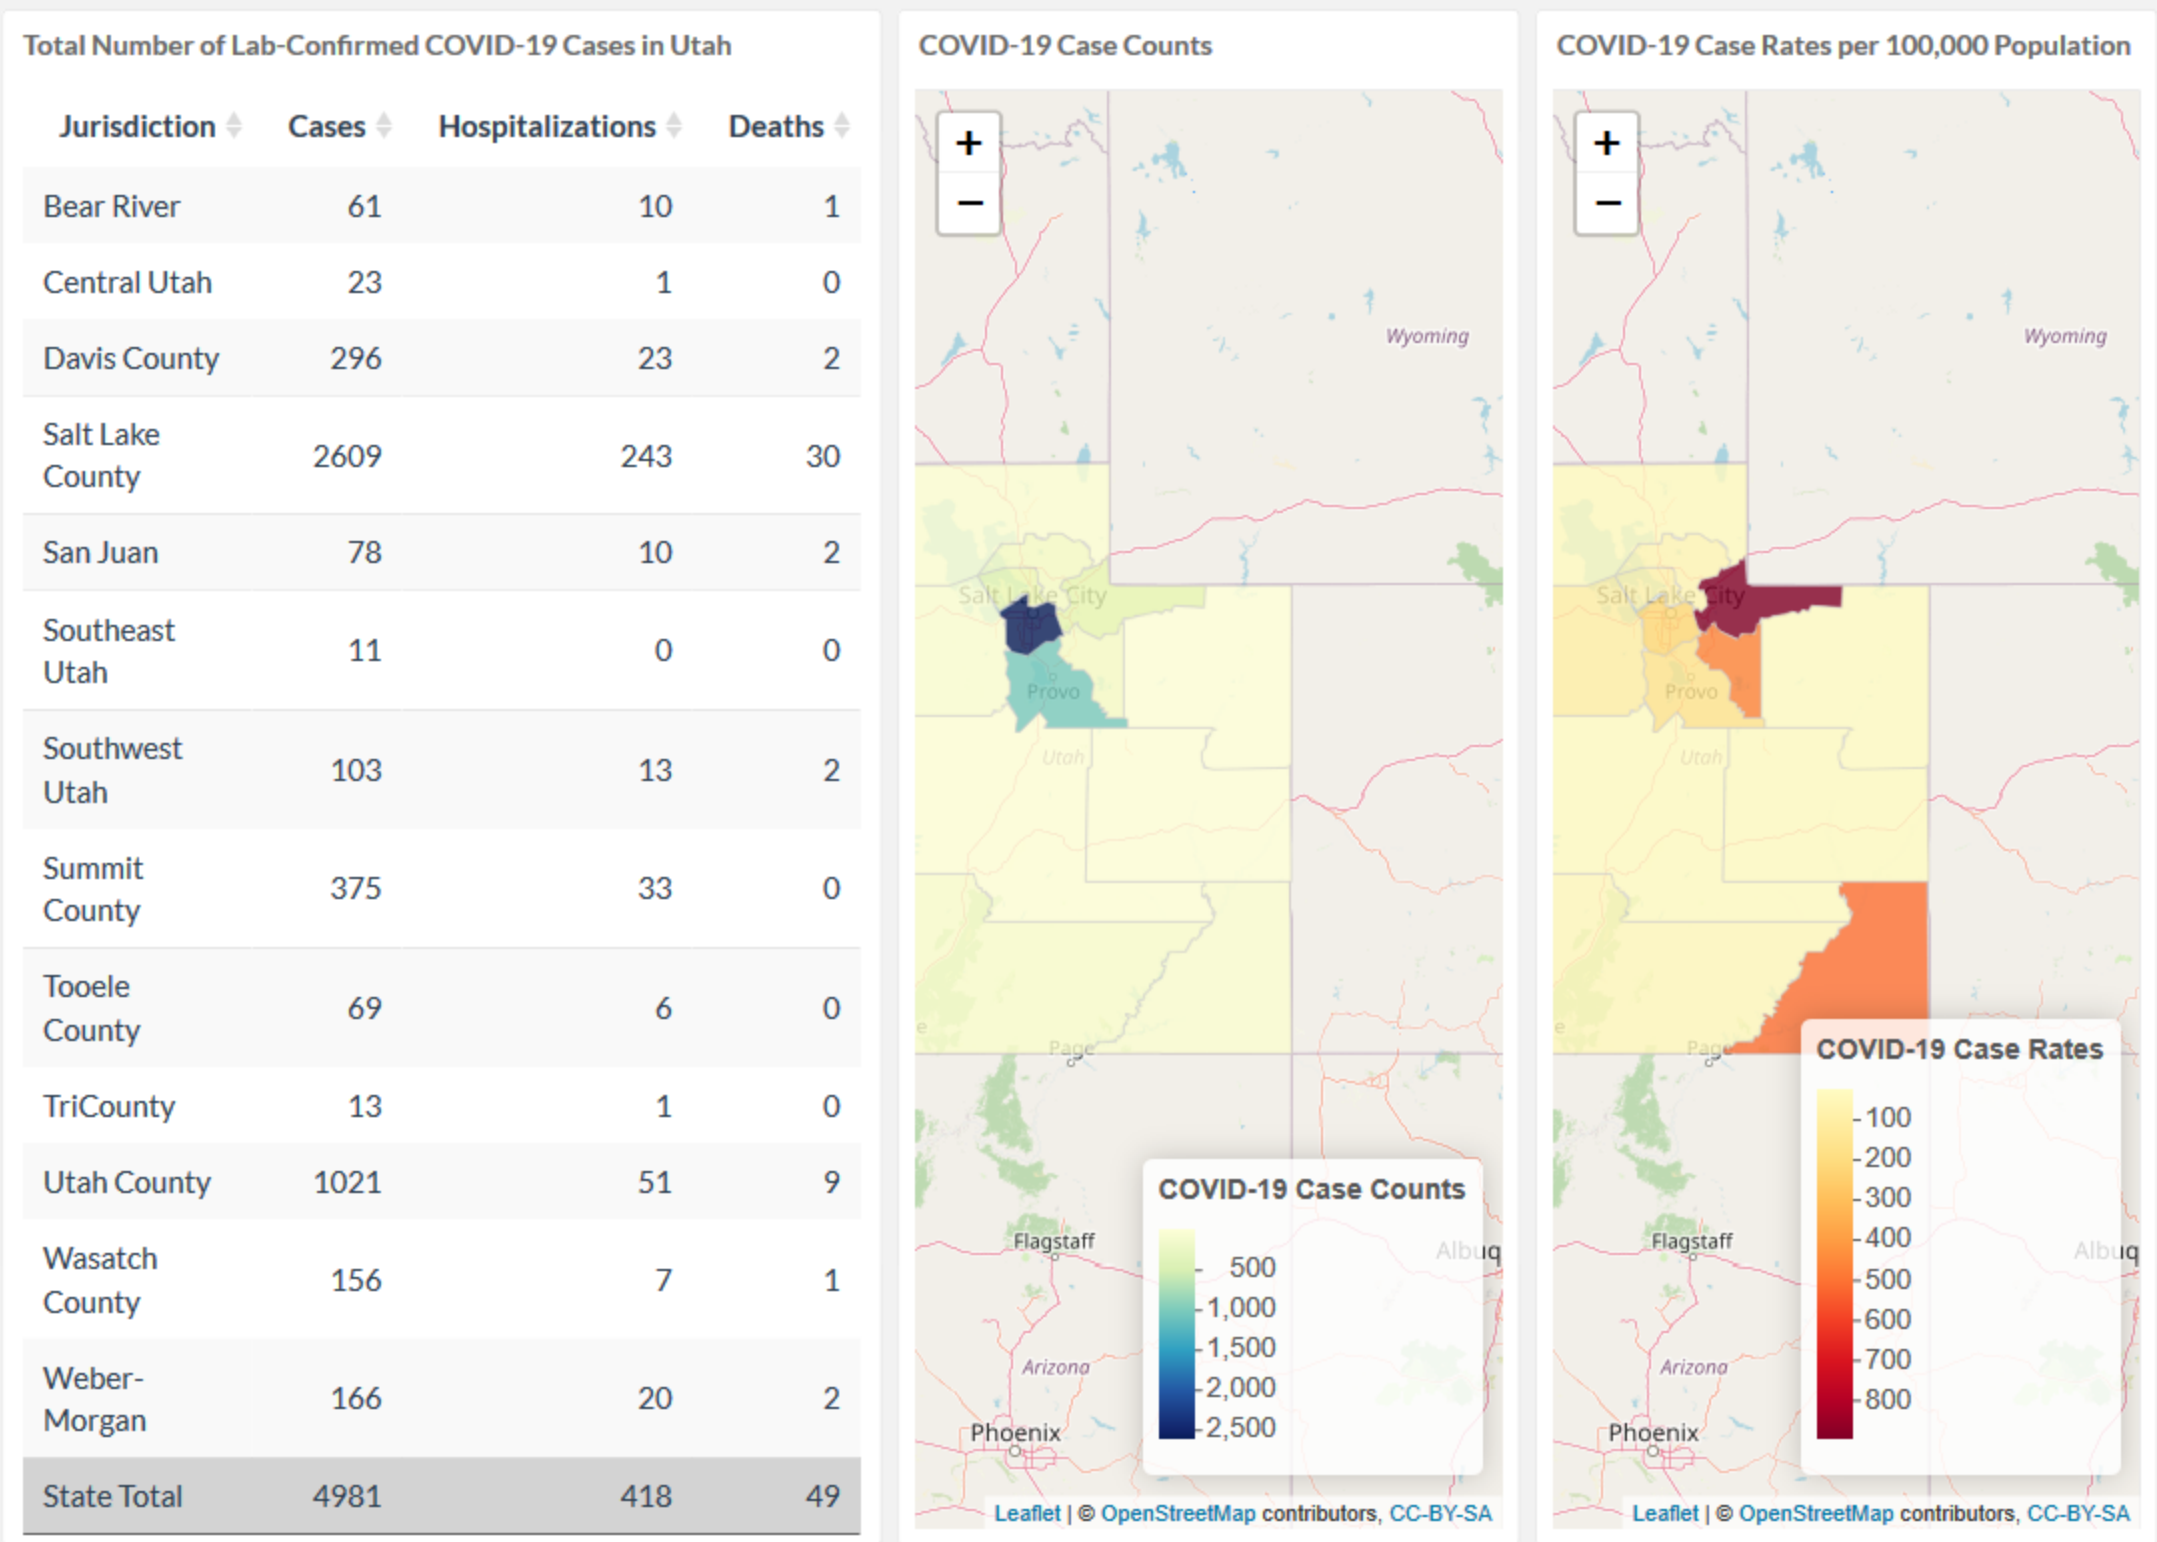 Total Number of Lab-Confirmed COVID-19 Cases in Utah
Jurisdiction Cases Hospitalizations Deaths
Bear River 61 10 1
Central Utah 23 1 0
Davis County 296 23 2
Salt Lake
County 2609 243 30
San Juan 78 10 2
Southeast
Utah 11 0 0
Southwest
Utah 103 13 2
Summit
County 375 33 0
Tooele
County 69 6 0
TriCounty 13 1 0
Utah County 1021 51 9
Wasatch
County 156 7 1
Weber-
Morgan 166 20 2
State Total 4981 418 49
COVID-19 Case Counts
+
−
Wyoming
Salt Lake City
Provo
Utah
e
Page
COVID-19 Case Counts
500
1,000
1,500
2,000
2,500
Flagstaff
Albuq
Arizona
Phoenix
Leaflet | © OpenStreetMap contributors, CC-BY-SA
COVID-19 Case Rates per 100,000 Population
+
−
Wyoming
Salt Lake City
Provo
Utah
e
Page
COVID-19 Case Rates
100
200
300
400
500
600
700
800
Flagstaff
Albuq
Arizona
Phoenix
Leaflet | © OpenStreetMap contributors, CC-BY-SA